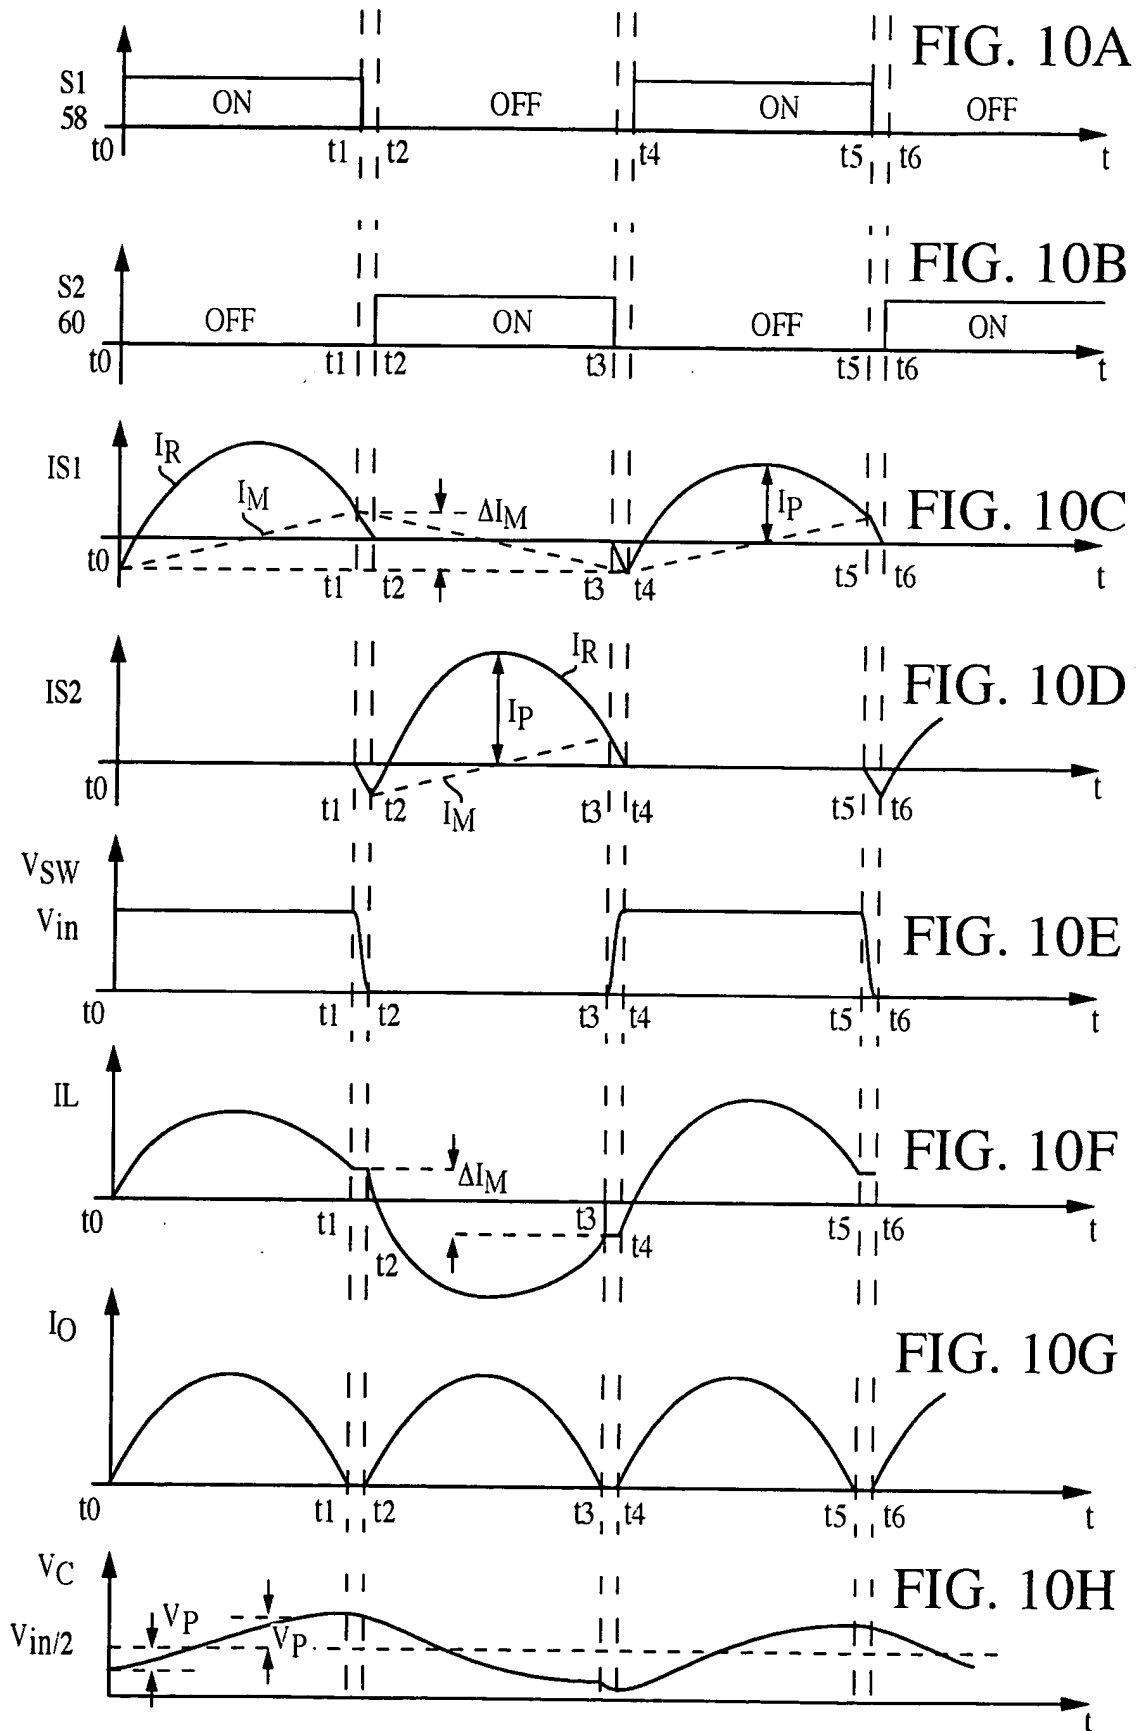 FIG. 10A
S1
58
ON
OFF
ON
OFF
t0
t1
t2
t4
t5
t6
t
FIG. 10B
S2
60
OFF
ON
OFF
ON
t0
t1
t2
t3
t5
t6
t
FIG. 10C
IS1
IR
IM
ΔIM
IP
t0
t1
t2
t3
t4
t5
t6
t
FIG. 10D
IS2
IR
IP
IM
t0
t1
t2
t3
t4
t5
t6
t
FIG. 10E
VSW
Vin
t0
t1
t2
t3
t4
t5
t6
t
FIG. 10F
IL
ΔIM
t0
t1
t2
t3
t4
t5
t6
t
FIG. 10G
IO
t0
t1
t2
t3
t4
t5
t6
t
FIG. 10H
VC
Vin/2
VP
VP
t